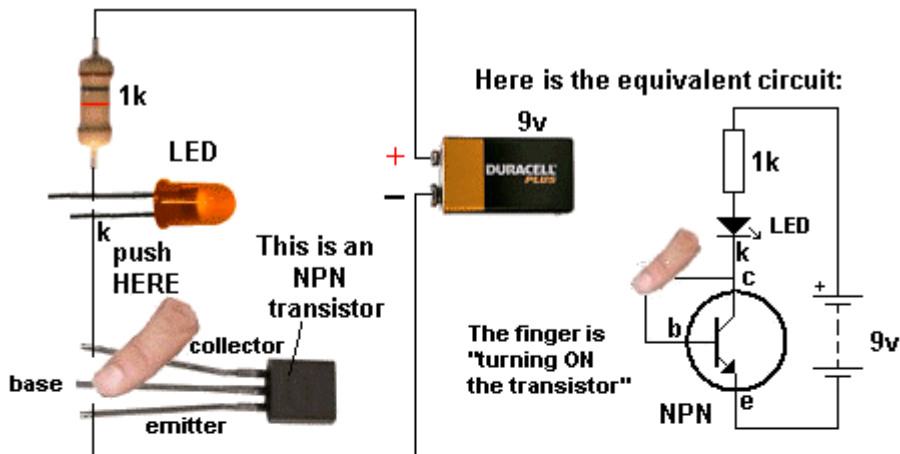 1k
LED
k
push
HERE
This is an
NPN
transistor
collector
base
emitter
+
–
9v
DURACELL
PLUS
Here is the equivalent circuit:
1k
LED
k
c
b
e
NPN
+
9v
The finger is
"turning ON
the transistor"